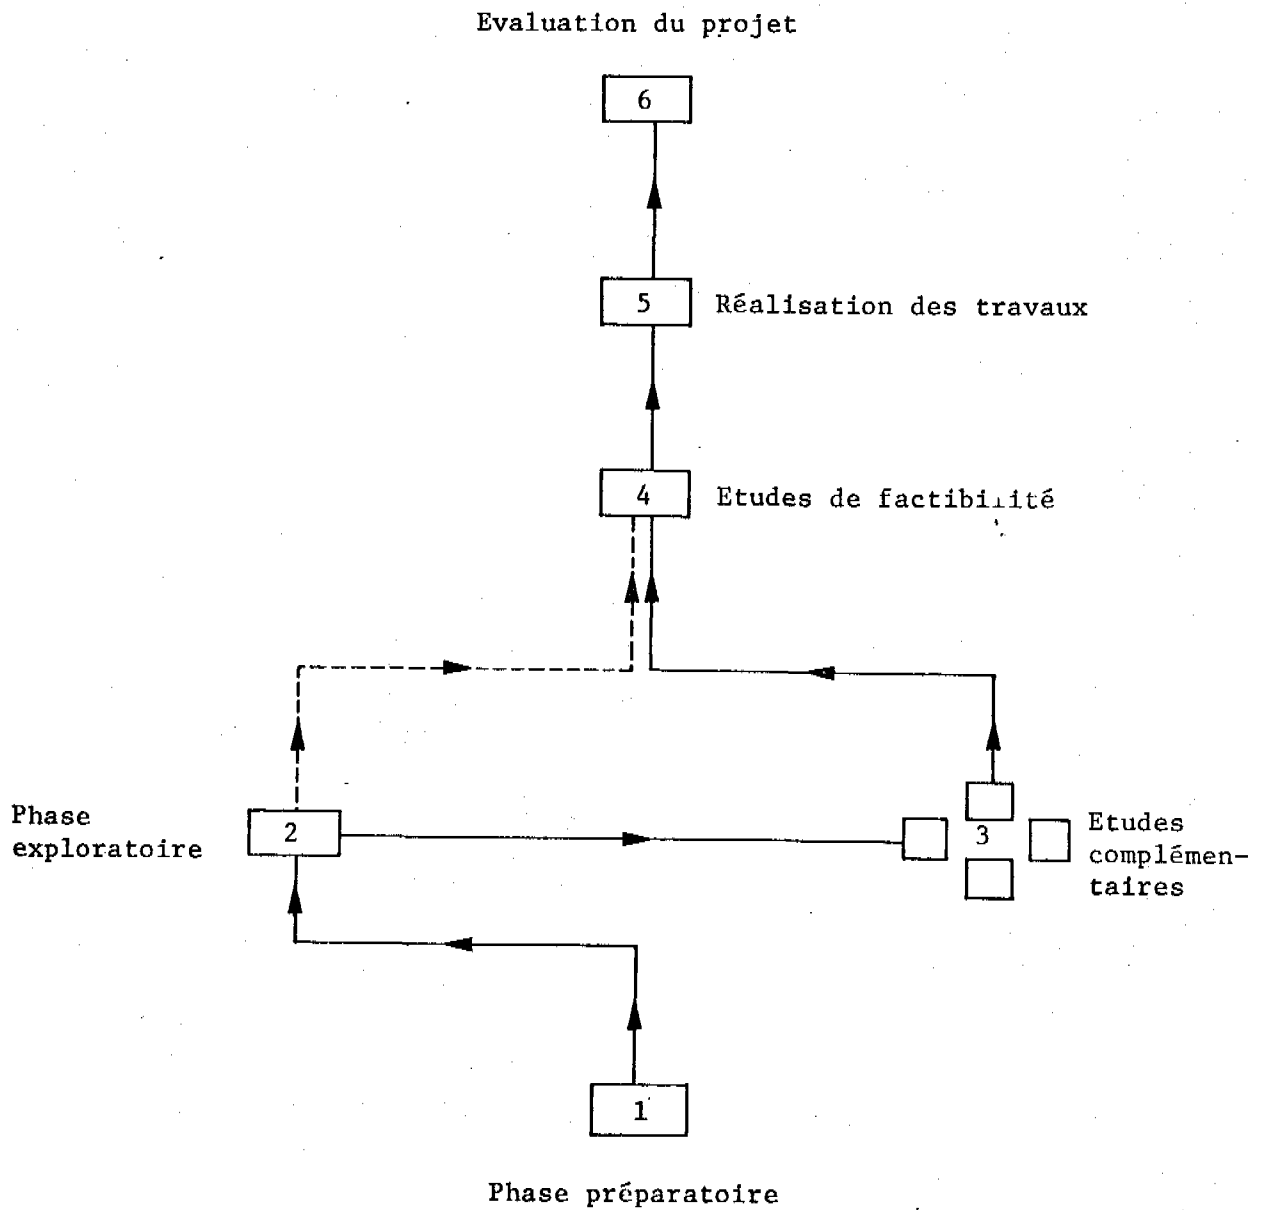 Evaluation du projet
6
5
Réalisation des travaux
4
Etudes de factibilité
Phase
exploratoire
2
3
Etudes
complémen-
taires
1
Phase préparatoire